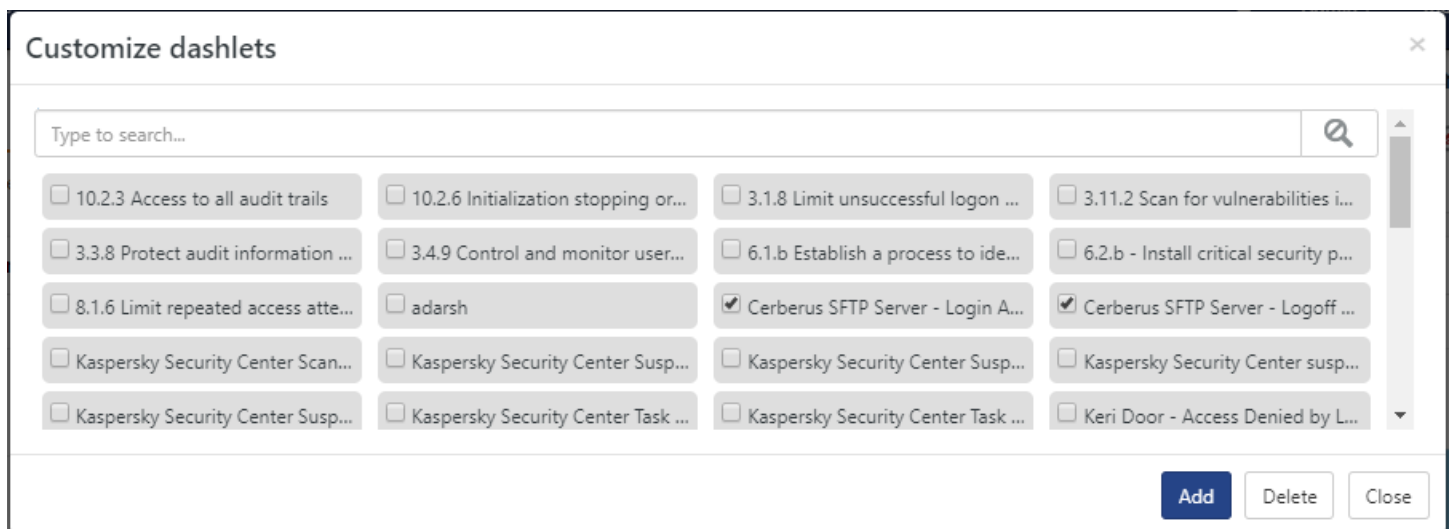 Customize dashlets
Type to search...
10.2.3 Access to all audit trails
10.2.6 Initialization stopping or...
3.1.8 Limit unsuccessful logon ...
3.11.2 Scan for vulnerabilities i...
3.3.8 Protect audit information ...
3.4.9 Control and monitor user...
6.1.b Establish a process to ide...
6.2.b - Install critical security p...
8.1.6 Limit repeated access atte...
adarsh
Cerberus SFTP Server - Login A...
Cerberus SFTP Server - Logoff ...
Kaspersky Security Center Scan...
Kaspersky Security Center Susp...
Kaspersky Security Center Susp...
Kaspersky Security Center susp...
Kaspersky Security Center Susp...
Kaspersky Security Center Task ...
Kaspersky Security Center Task ...
Keri Door - Access Denied by L...
Add
Delete
Close